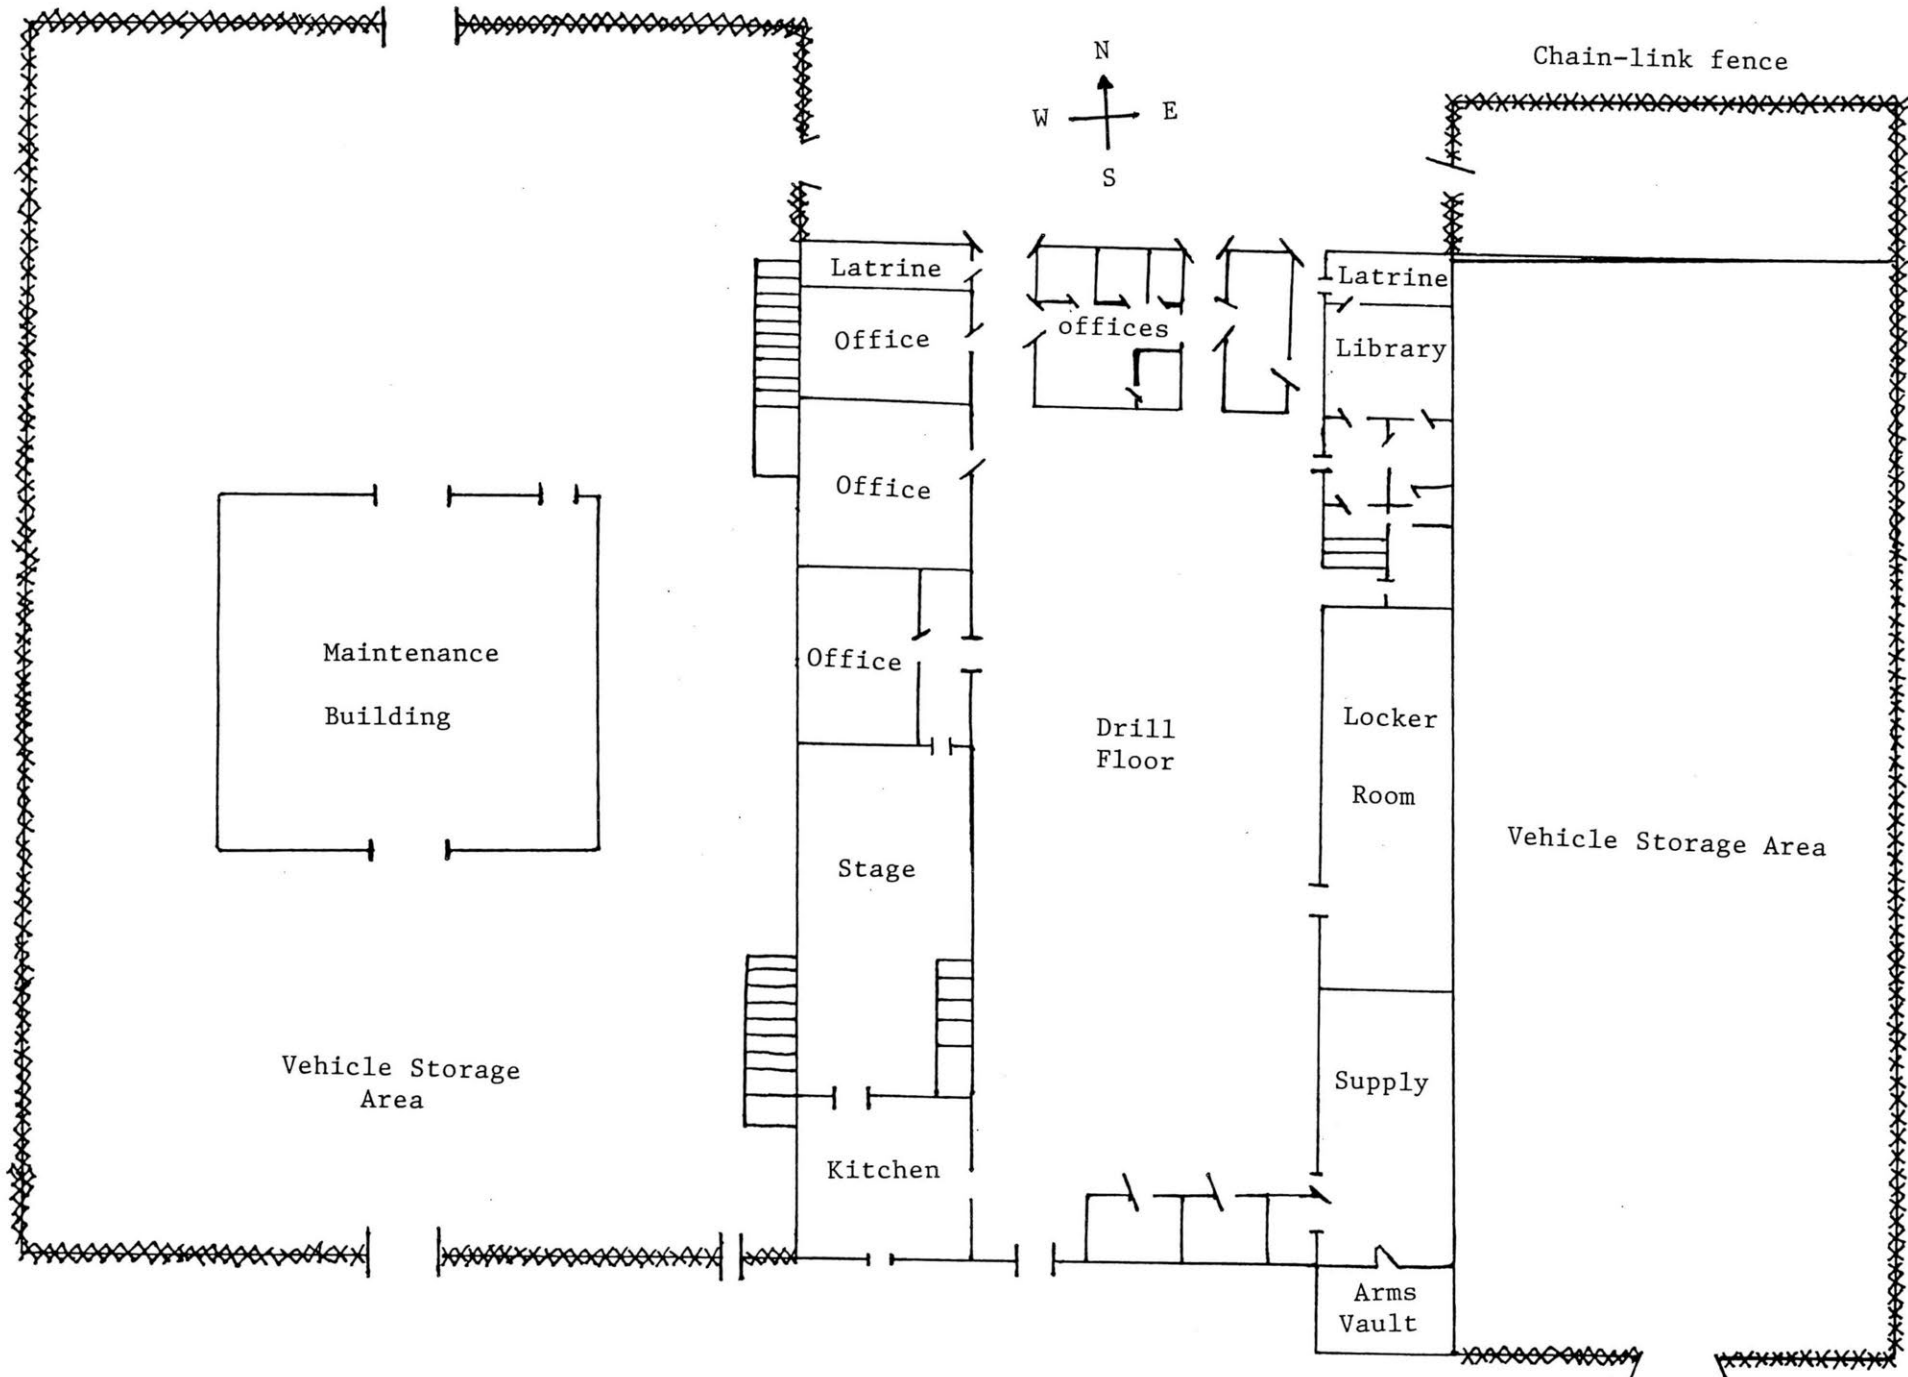 Chain-link fence
N
W E
S
Latrine
Latrine
offices
Office
Library
Office
Maintenance
Building
Office
Drill
Floor
Locker
Room
Stage
Vehicle Storage Area
Vehicle Storage
Area
Supply
Kitchen
Arms
Vault